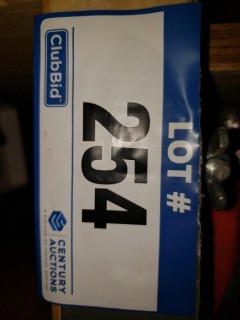 LOT #
254
ClubBid
CENTURY
AUCTIONS